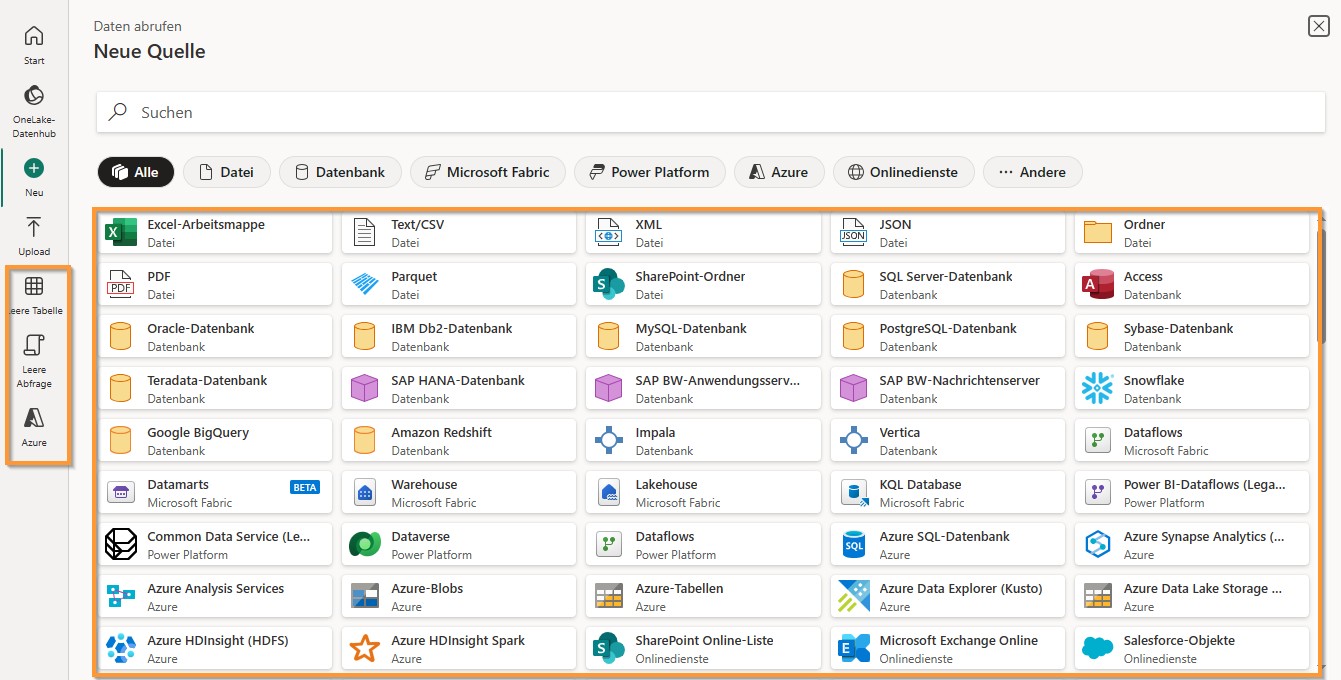 Daten abrufen
Neue Quelle
Start
OneLake-
Datenhub
Neu
Upload
eere Tabelle
Leere
Abfrage
Azure
Suchen
Alle
Datei
Datenbank
Microsoft Fabric
Power Platform
Azure
Onlinedienste
Andere
Excel-Arbeitsmappe
Datei
Text/CSV
Datei
XML
Datei
JSON
JSON
Datei
Ordner
Datei
PDF
PDF
Datei
Parquet
Datei
SharePoint-Ordner
Datei
SQL Server-Datenbank
Datenbank
Access
Datenbank
Oracle-Datenbank
Datenbank
IBM Db2-Datenbank
Datenbank
MySQL-Datenbank
Datenbank
PostgreSQL-Datenbank
Datenbank
Sybase-Datenbank
Datenbank
Teradata-Datenbank
Datenbank
SAP HANA-Datenbank
Datenbank
SAP BW-Anwendungsserv...
Datenbank
SAP BW-Nachrichtenserver
Datenbank
Snowflake
Datenbank
Google BigQuery
Datenbank
Amazon Redshift
Datenbank
Impala
Datenbank
Vertica
Datenbank
Dataflows
Microsoft Fabric
Datamarts
Microsoft Fabric
BETA
Warehouse
Microsoft Fabric
Lakehouse
Microsoft Fabric
KQL Database
Microsoft Fabric
Power BI-Dataflows (Lega...
Power Platform
Common Data Service (Le...
Power Platform
Dataverse
Power Platform
Dataflows
Power Platform
SQL
Azure SQL-Datenbank
Azure
Azure Synapse Analytics (...
Azure
Azure Analysis Services
Azure
Azure-Blobs
Azure
Azure-Tabellen
Azure
Azure Data Explorer (Kusto)
Azure
Azure Data Lake Storage ...
Azure
Azure HDInsight (HDFS)
Azure
Azure HDInsight Spark
Azure
SharePoint Online-Liste
Onlinedienste
Microsoft Exchange Online
Onlinedienste
Salesforce-Objekte
Onlinedienste